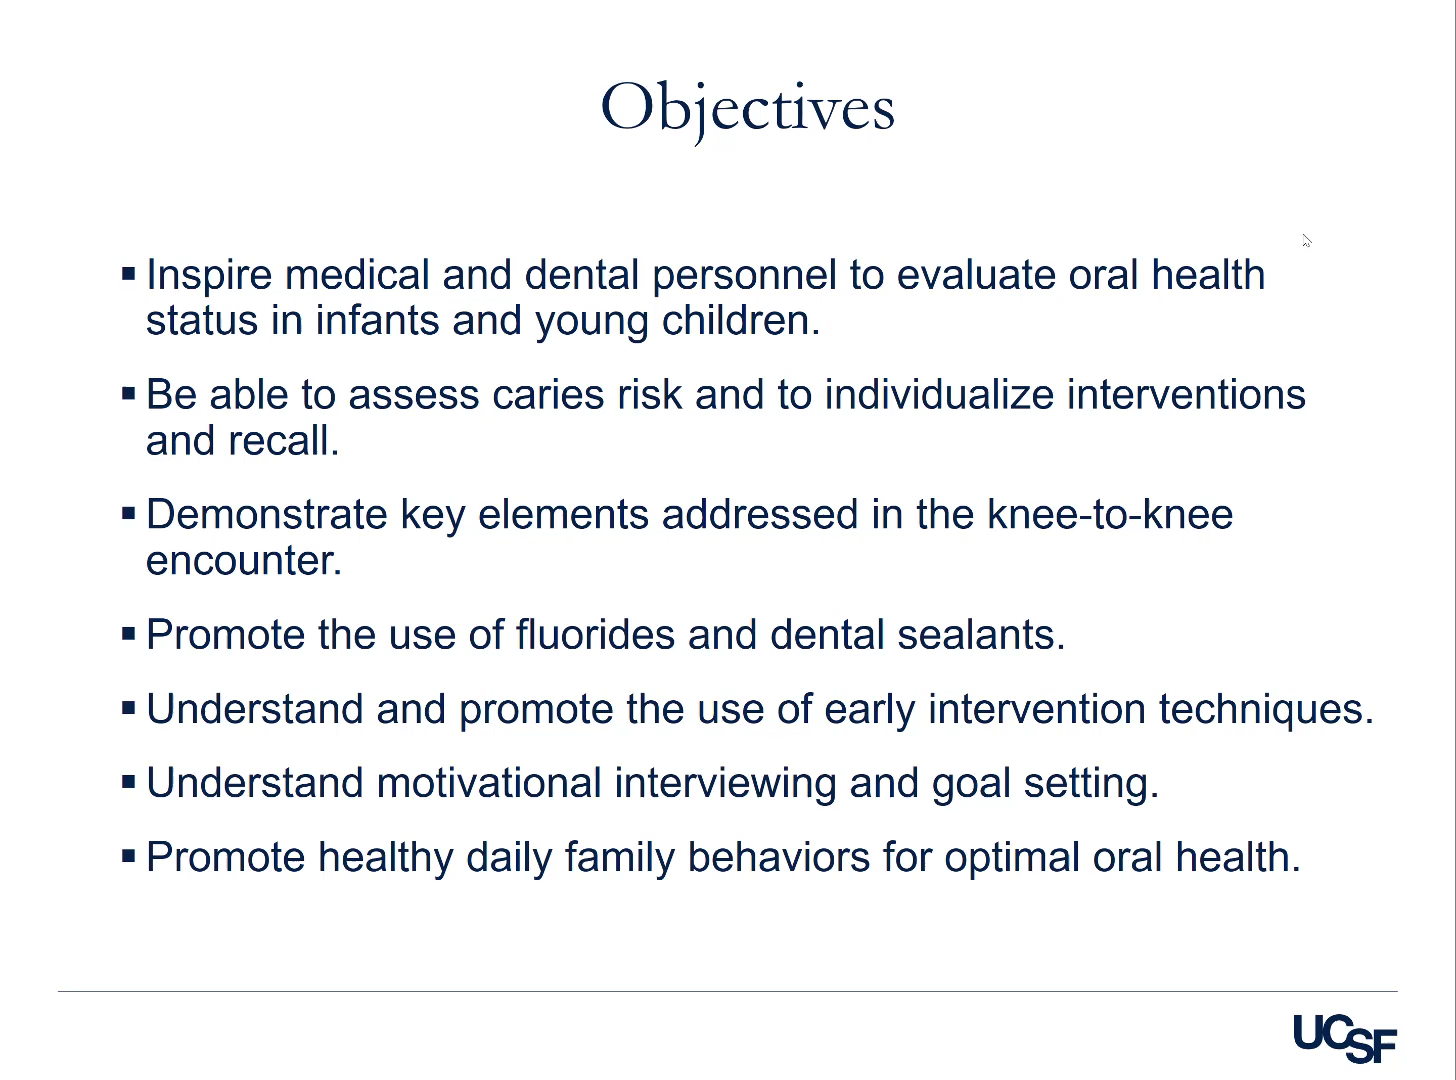 Objectives
▪ Inspire medical and dental personnel to evaluate oral health
status in infants and young children.
▪ Be able to assess caries risk and to individualize interventions
and recall.
▪ Demonstrate key elements addressed in the knee-to-knee
encounter.
▪ Promote the use of fluorides and dental sealants.
▪ Understand and promote the use of early intervention techniques.
▪ Understand motivational interviewing and goal setting.
▪ Promote healthy daily family behaviors for optimal oral health.
UCSF